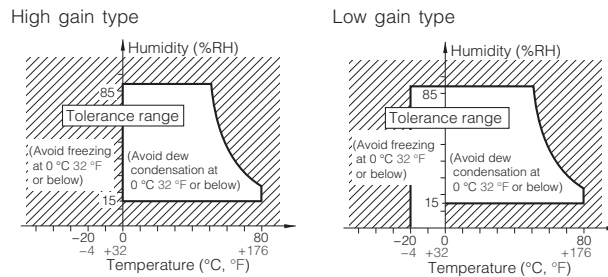 High gain type
Humidity (%RH)
85
Tolerance range
(Avoid freezing
at 0 °C 32 °F
or below)
(Avoid dew
condensation at
0 °C 32 °F or below)
15
−20 0 80
−4 +32 +176
Temperature (°C, °F)
Low gain type
Humidity (%RH)
85
Tolerance range
(Avoid freezing
at 0 °C 32 °F
or below)
(Avoid dew
condensation at
0 °C 32 °F or below)
15
−20 0 80
−4 +32 +176
Temperature (°C, °F)